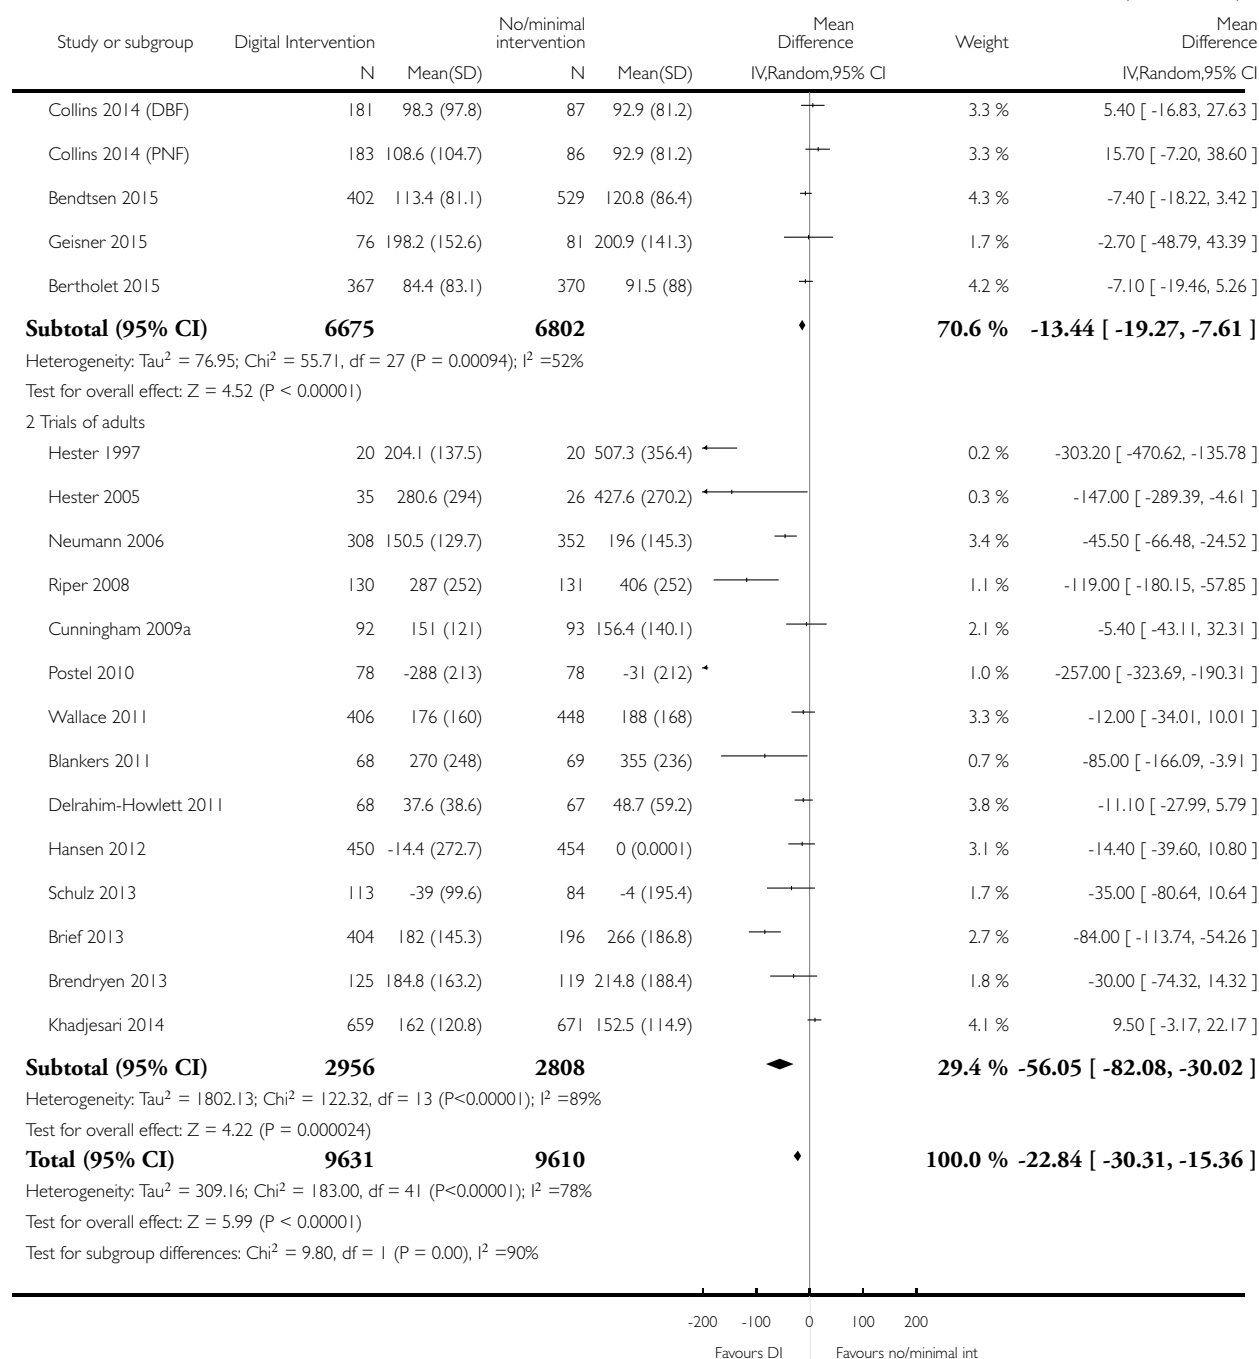 Study or subgroup Digital Intervention No/minimal intervention Mean Difference Weight Mean Difference
N Mean(SD) N Mean(SD) IV,Random,95% CI IV,Random,95% CI
Collins 2014 (DBF) 181 98.3 (97.8) 87 92.9 (81.2) 3.3 % 5.40 [ -16.83, 27.63 ]
Collins 2014 (PNF) 183 108.6 (104.7) 86 92.9 (81.2) 3.3 % 15.70 [ -7.20, 38.60 ]
Bendtsen 2015 402 113.4 (81.1) 529 120.8 (86.4) 4.3 % -7.40 [ -18.22, 3.42 ]
Geisner 2015 76 198.2 (152.6) 81 200.9 (141.3) 1.7 % -2.70 [ -48.79, 43.39 ]
Bertholet 2015 367 84.4 (83.1) 370 91.5 (88) 4.2 % -7.10 [ -19.46, 5.26 ]
Subtotal (95% CI) 6675 6802 70.6 % -13.44 [ -19.27, -7.61 ]
Heterogeneity: Tau² = 76.95; Chi² = 55.71, df = 27 (P = 0.00094); I² =52%
Test for overall effect: Z = 4.52 (P < 0.00001)
2 Trials of adults
Hester 1997 20 204.1 (137.5) 20 507.3 (356.4) 0.2 % -303.20 [ -470.62, -135.78 ]
Hester 2005 35 280.6 (294) 26 427.6 (270.2) 0.3 % -147.00 [ -289.39, -4.61 ]
Neumann 2006 308 150.5 (129.7) 352 196 (145.3) 3.4 % -45.50 [ -66.48, -24.52 ]
Riper 2008 130 287 (252) 131 406 (252) 1.1 % -119.00 [ -180.15, -57.85 ]
Cunningham 2009a 92 151 (121) 93 156.4 (140.1) 2.1 % -5.40 [ -43.11, 32.31 ]
Postel 2010 78 -288 (213) 78 -31 (212) 1.0 % -257.00 [ -323.69, -190.31 ]
Wallace 2011 406 176 (160) 448 188 (168) 3.3 % -12.00 [ -34.01, 10.01 ]
Blankers 2011 68 270 (248) 69 355 (236) 0.7 % -85.00 [ -166.09, -3.91 ]
Delrahim-Howlett 2011 68 37.6 (38.6) 67 48.7 (59.2) 3.8 % -11.10 [ -27.99, 5.79 ]
Hansen 2012 450 -14.4 (272.7) 454 0 (0.0001) 3.1 % -14.40 [ -39.60, 10.80 ]
Schulz 2013 113 -39 (99.6) 84 -4 (195.4) 1.7 % -35.00 [ -80.64, 10.64 ]
Brief 2013 404 182 (145.3) 196 266 (186.8) 2.7 % -84.00 [ -113.74, -54.26 ]
Brendryen 2013 125 184.8 (163.2) 119 214.8 (188.4) 1.8 % -30.00 [ -74.32, 14.32 ]
Khadjesari 2014 659 162 (120.8) 671 152.5 (114.9) 4.1 % 9.50 [ -3.17, 22.17 ]
Subtotal (95% CI) 2956 2808 29.4 % -56.05 [ -82.08, -30.02 ]
Heterogeneity: Tau² = 1802.13; Chi² = 122.32, df = 13 (P<0.00001); I² =89%
Test for overall effect: Z = 4.22 (P = 0.000024)
Total (95% CI) 9631 9610 100.0 % -22.84 [ -30.31, -15.36 ]
Heterogeneity: Tau² = 309.16; Chi² = 183.00, df = 41 (P<0.00001); I² =78%
Test for overall effect: Z = 5.99 (P < 0.00001)
Test for subgroup differences: Chi² = 9.80, df = 1 (P = 0.00), I² =90%
-200 -100 0 100 200
Favours DI Favours no/minimal int